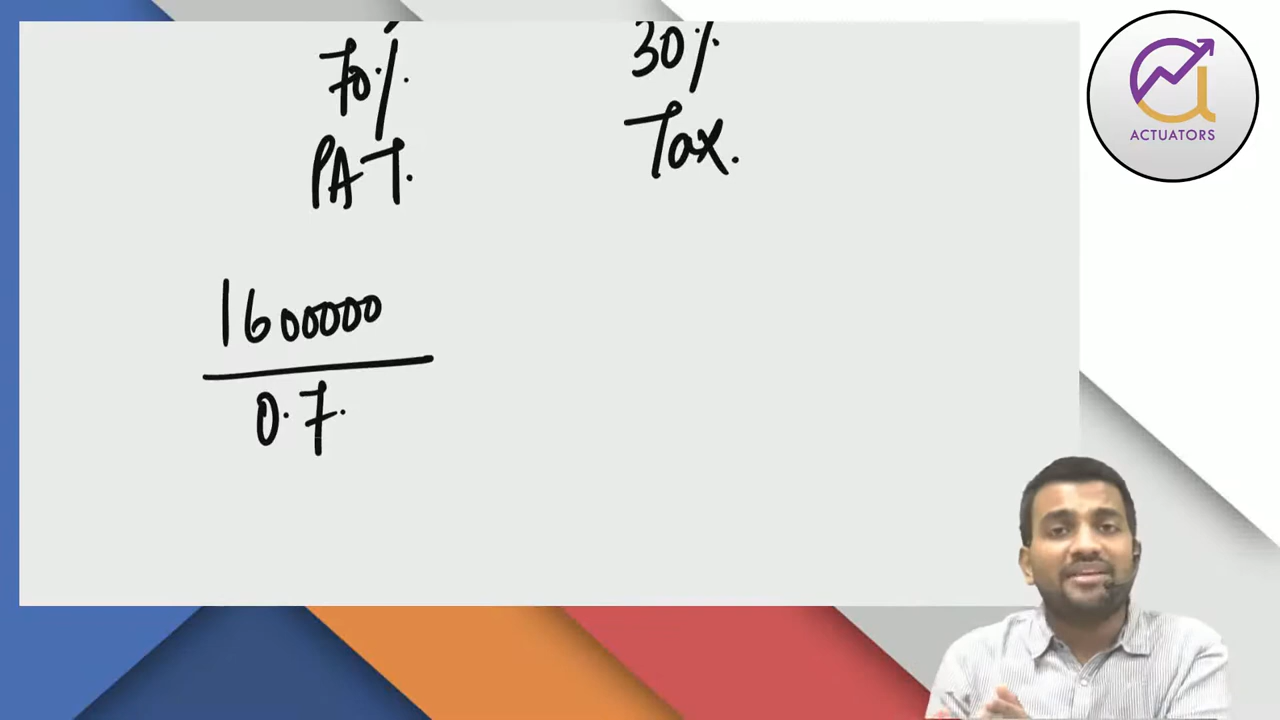 70%
30%
PAT.
Tax.
1600000
0.7.
ACTUATORS